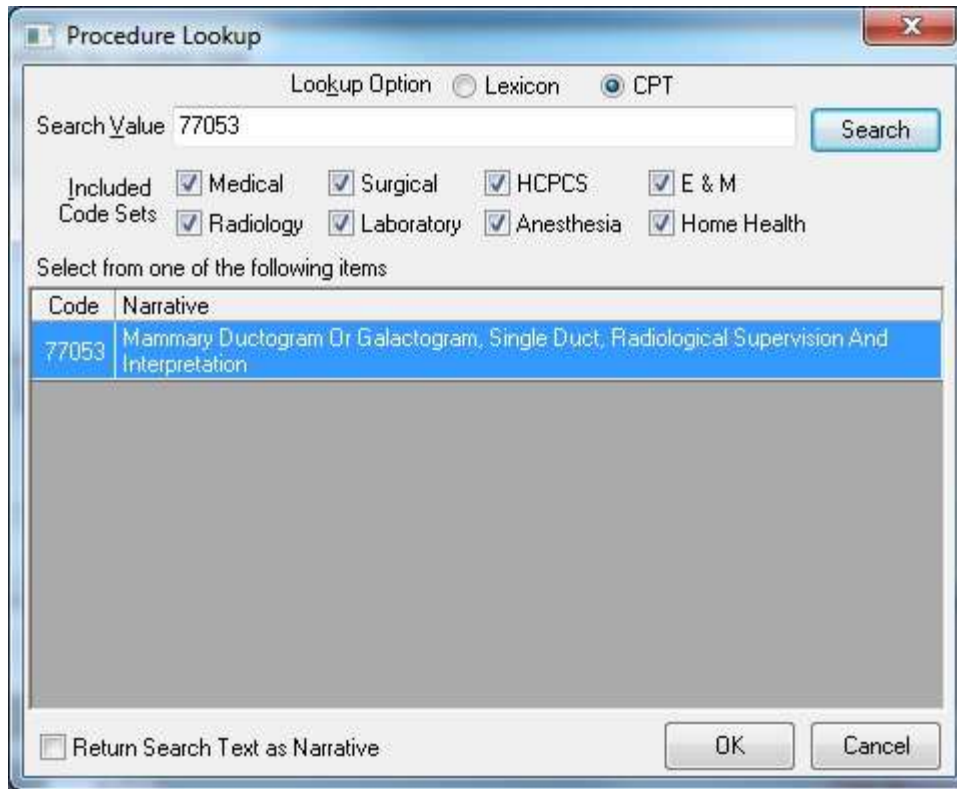 Procedure Lookup
Lookup Option Lexicon CPT
Search Value 77053 Search
Included Code Sets
Medical Surgical HCPCS E & M
Radiology Laboratory Anesthesia Home Health
Select from one of the following items
Code Narrative
77053 Mammary Ductogram Or Galactogram, Single Duct, Radiological Supervision And
Interpretation
Return Search Text as Narrative OK Cancel